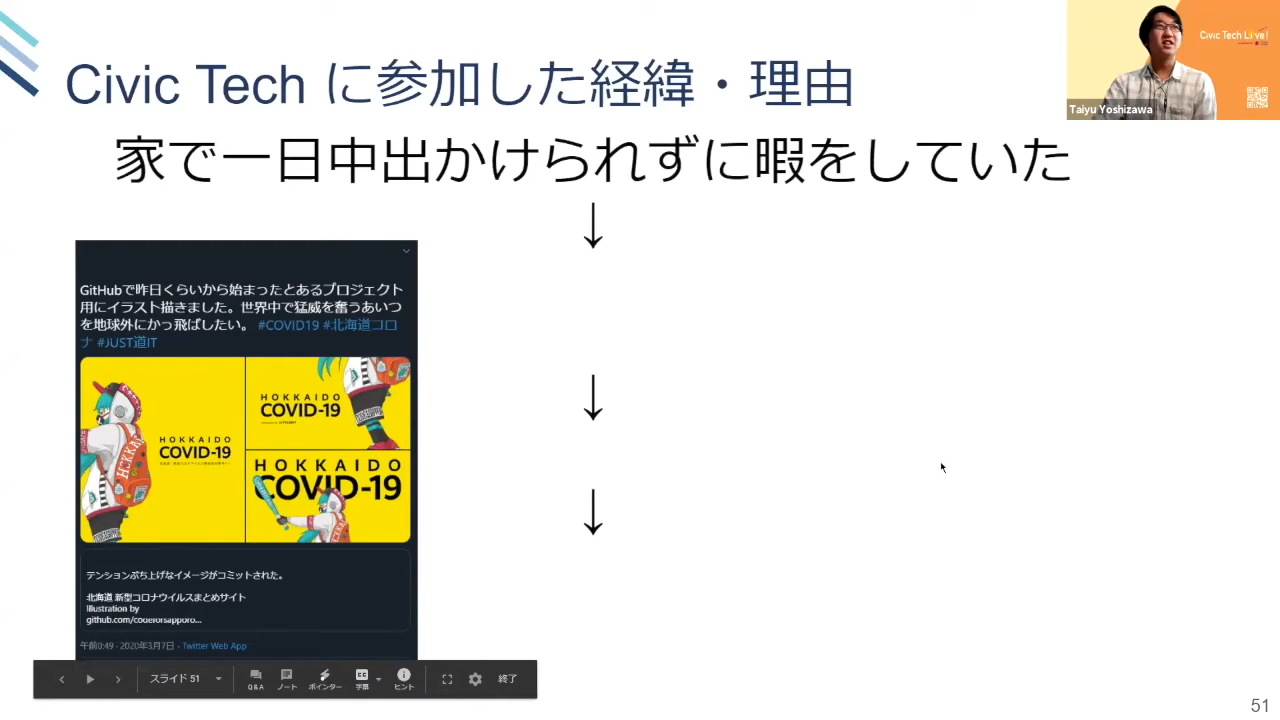 Civic Tech に参加した経緯・理由
家で一日中出かけられずに暇をしていた
↓
↓
↓
GitHubで昨日くらいから始まったとあるプロジェクト
用にイラスト描きました。世界中で猛威を奮うあいつ
を地球外にかっ飛ばしたい。 #COVID19 #北海道コロ
ナ #JUST道IT
HOKKAIDO
COVID-19
HOKKAIDO
COVID-19
HOKKAIDO
COVID-19
HOKKAI
テンションぶち上げなイメージがコミットされた。
北海道 新型コロナウイルスまとめサイト
Illustration by
github.com/codeforsapporo...
午前0:49 · 2020年3月7日 · Twitter Web App
スライド 51
Q&A
ノート
ポインター
CC
字幕
ヒント
終了
Civic Tech Live!
Taiyu Yoshizawa
51